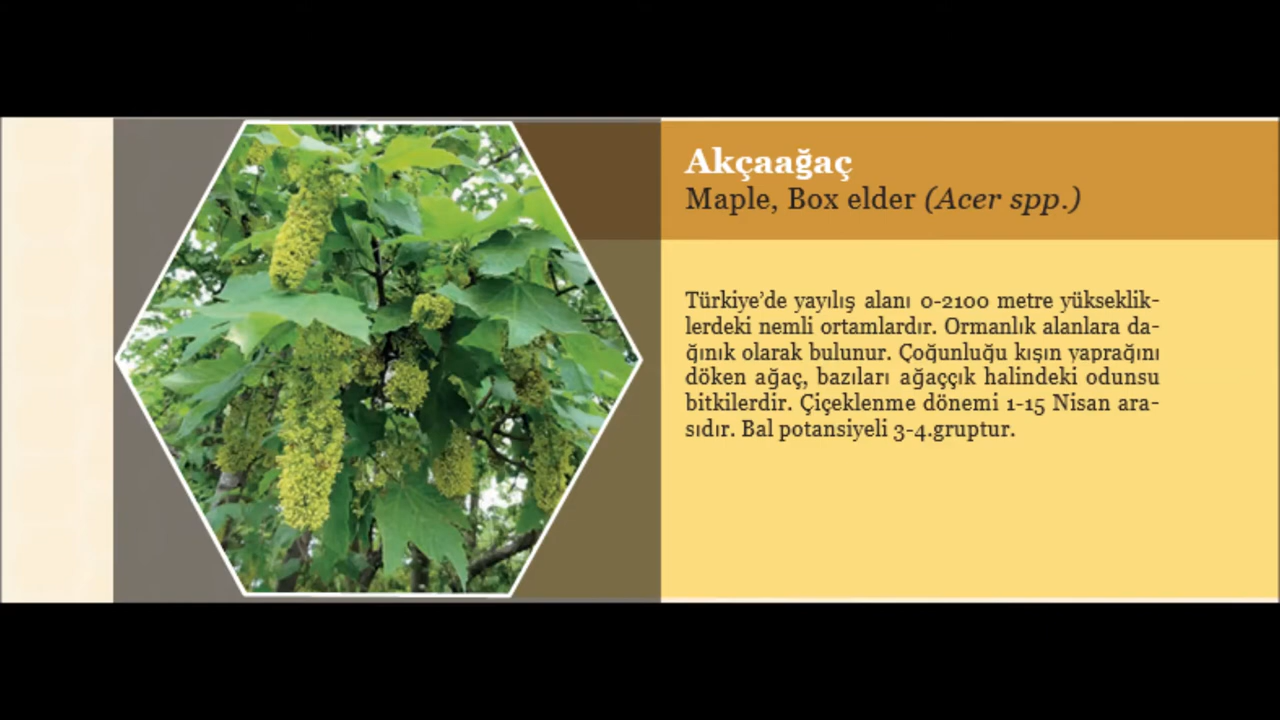 Akçaağaç
Maple, Box elder (Acer spp.)
Türkiye’de yayılış alanı 0-2100 metre yükseklik-
lerdeki nemli ortamlardır. Ormanlık alanlara da-
ğınık olarak bulunur. Çoğunluğu kışın yaprağını
döken ağaç, bazıları ağaççık halindeki odunsu
bitkilerdir. Çiçeklenme dönemi 1-15 Nisan ara-
sıdır. Bal potansiyeli 3-4.gruptur.